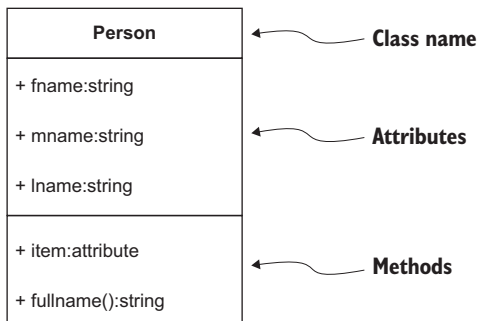 Person
Class name
+ fname:string
+ mname:string
Attributes
+ lname:string
+ item:attribute
Methods
+ fullname():string